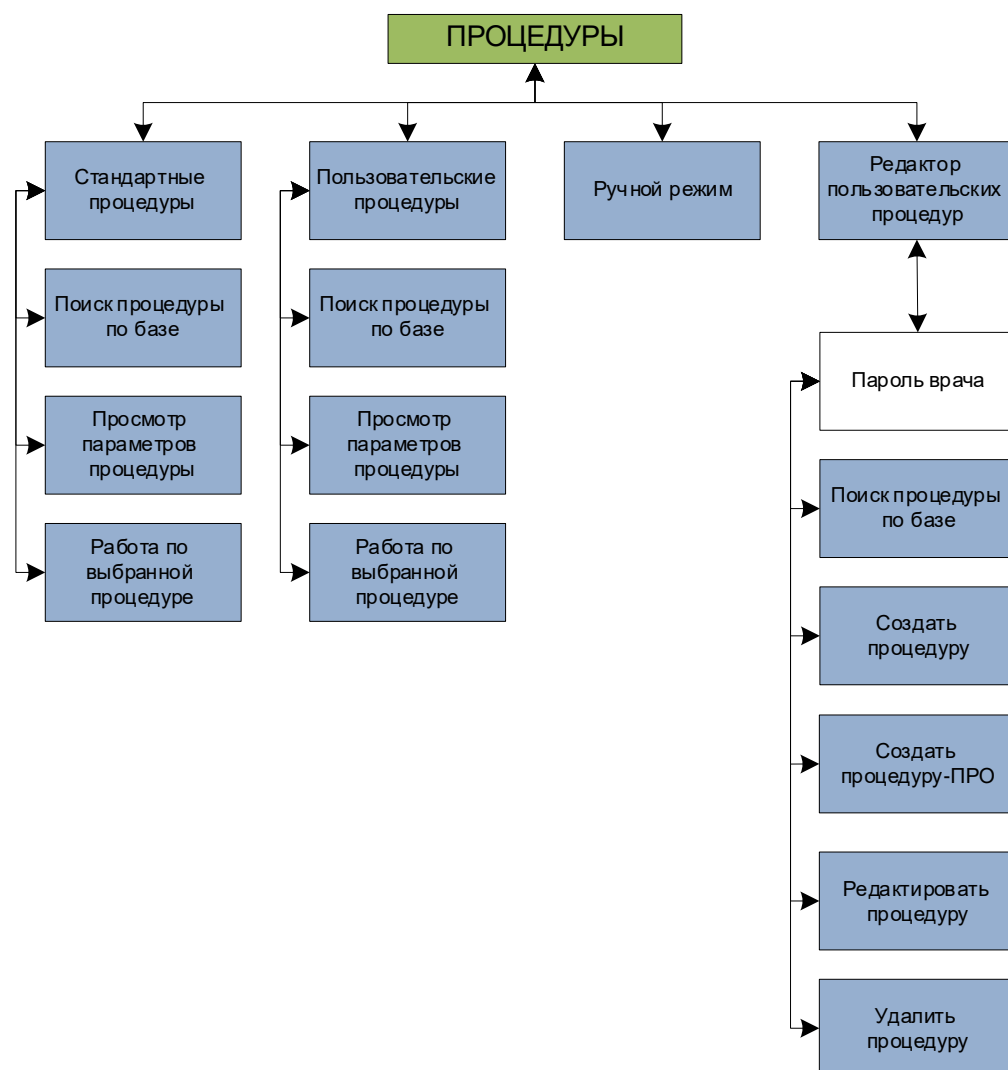 ПРОЦЕДУРЫ
Стандартные
процедуры
Пользовательские
процедуры
Ручной режим
Редактор
пользовательских
процедур
Поиск процедуры
по базе
Поиск процедуры
по базе
Пароль врача
Просмотр
параметров
процедуры
Просмотр
параметров
процедуры
Поиск процедуры
по базе
Работа по
выбранной
процедуре
Работа по
выбранной
процедуре
Создать
процедуру
Создать
процедуру-ПРО
Редактировать
процедуру
Удалить
процедуру